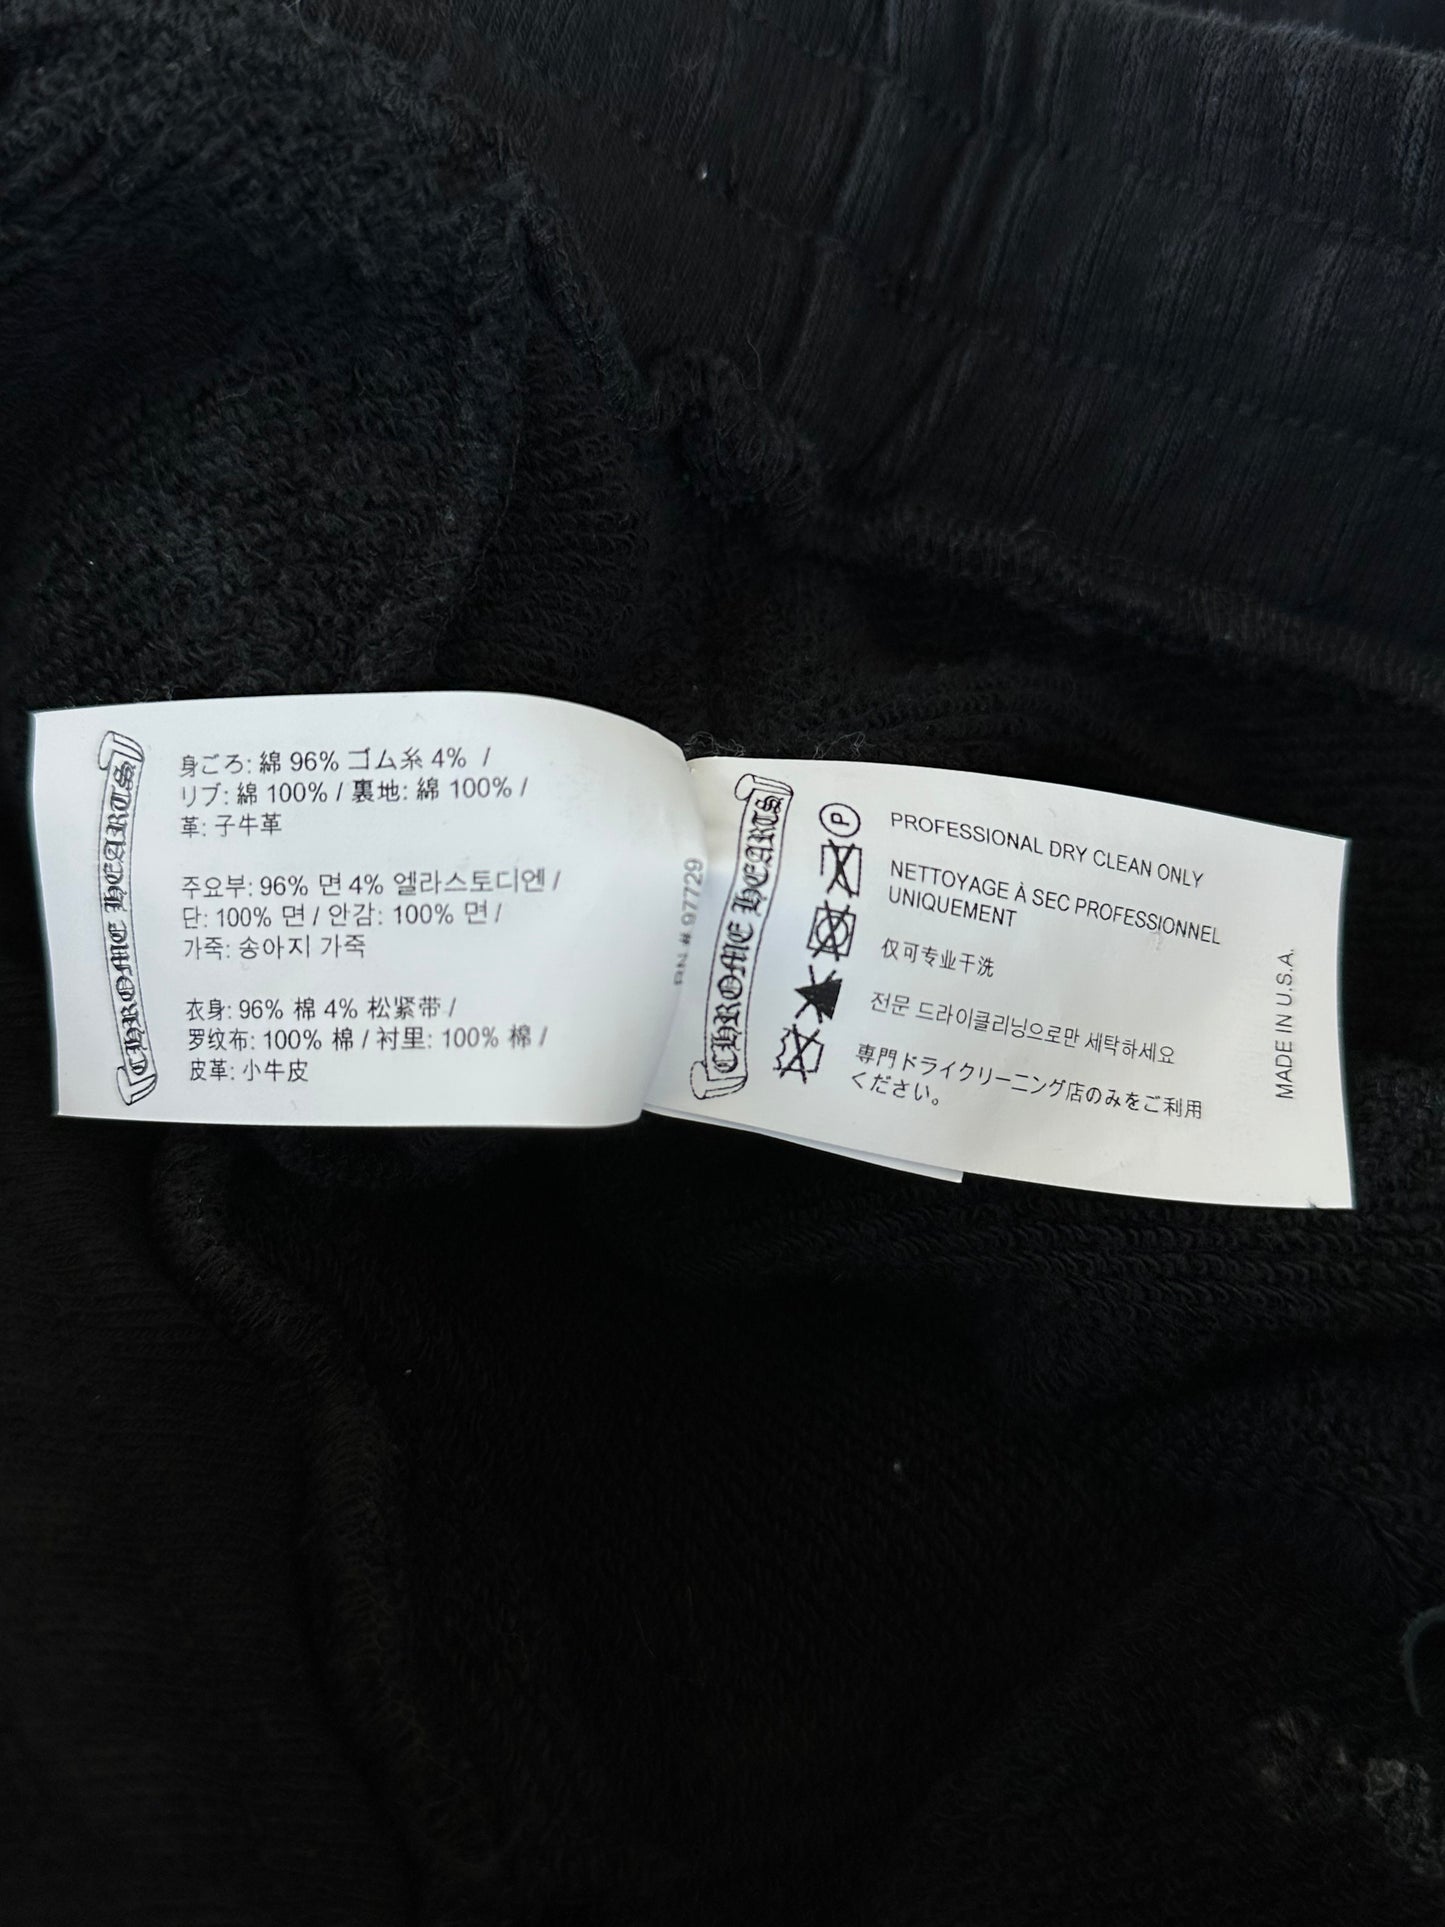 CHROME HEARTS
身ごろ: 綿 96% ゴム糸 4% /
リブ: 綿 100% / 裏地: 綿 100% /
革: 子牛革
주요부: 96% 면 4% 엘라스토디엔 /
단: 100% 면 / 안감: 100% 면 /
가죽: 송아지 가죽
衣身: 96% 棉 4% 松紧带 /
罗纹布: 100% 棉 / 衬里: 100% 棉 /
皮革: 小牛皮
RN # 97729
CHROME HEARTS
P
PROFESSIONAL DRY CLEAN ONLY
NETTOYAGE À SEC PROFESSIONNEL
UNIQUEMENT
仅可专业干洗
전문 드라이클리닝으로만 세탁하세요
専門ドライクリーニング店のみをご利用
ください。
MADE IN U.S.A.